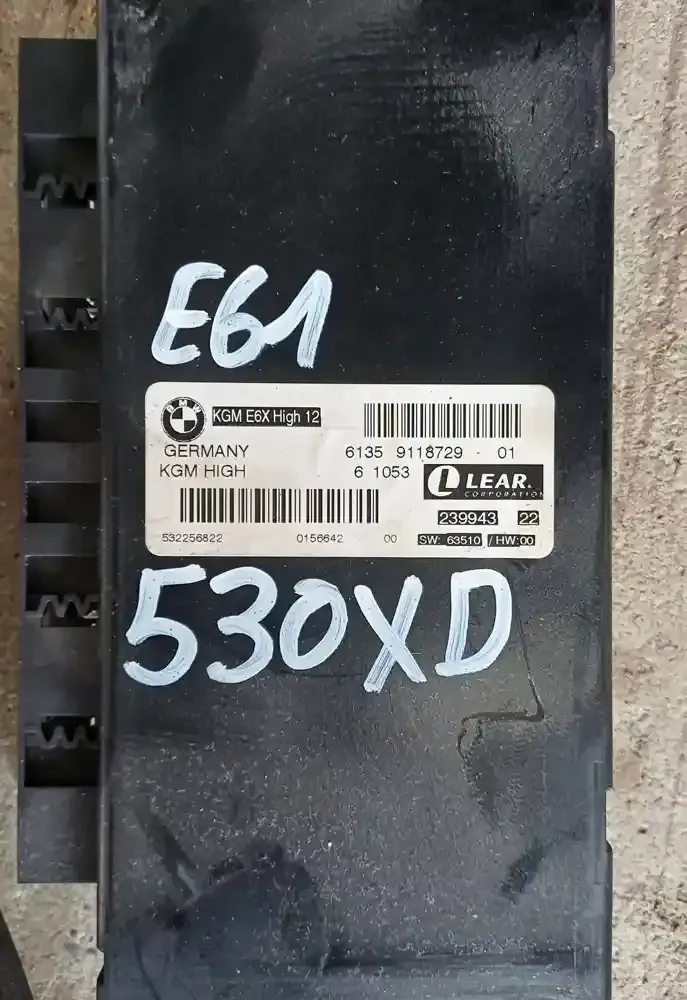 E61
BMW
KGM E6X High 12
GERMANY 6135 9118729 - 01
KGM HIGH 6 1053
LEAR.
CORPORATION
239943 22
532256822 0156642 00 SW: 63510 / HW:00
530XD